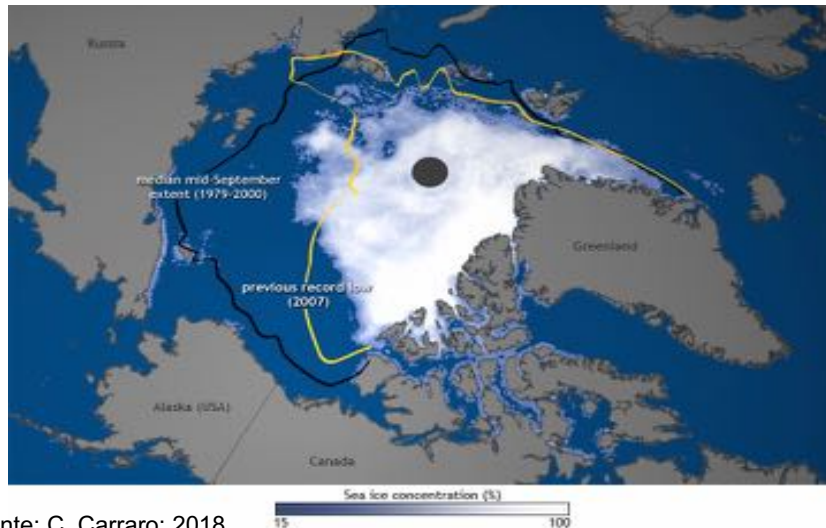 Russia
median mid-September
extent (1979-2000)
Greenland
previous record low
(2007)
Alaska (USA)
Canada
Sea ice concentration (%)
15
100
nte: C. Carraro: 2018